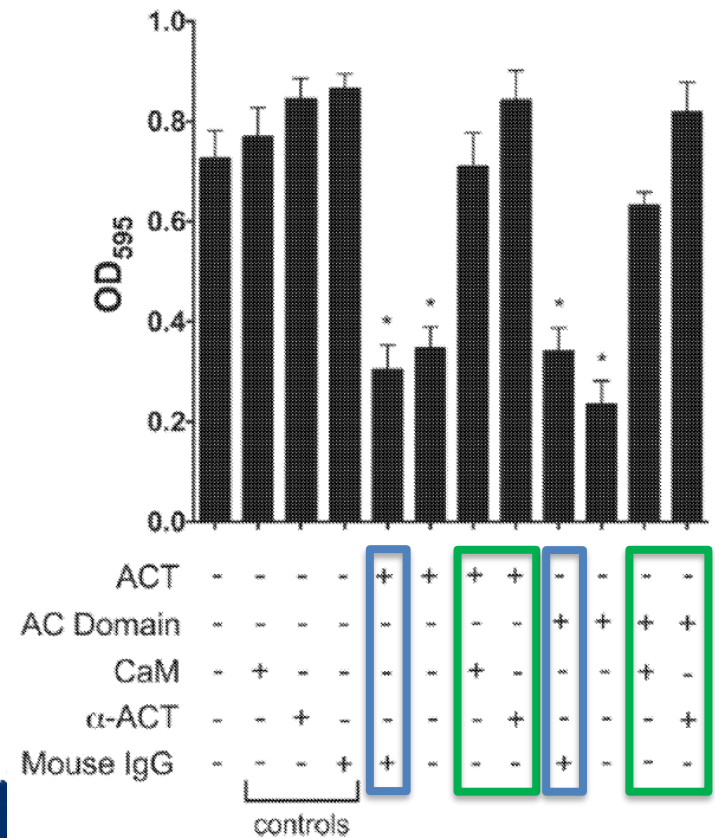 1.0
0.8
0.6
0.4
0.2
0.0
OD595
* * * *
ACT - - - - + + + + - - - -
AC Domain - - - - - - - - + + + +
CaM - + - - - - + - - - + -
α-ACT - - + - - - - + - - - +
Mouse IgG - - - + + - - - + - - -
controls